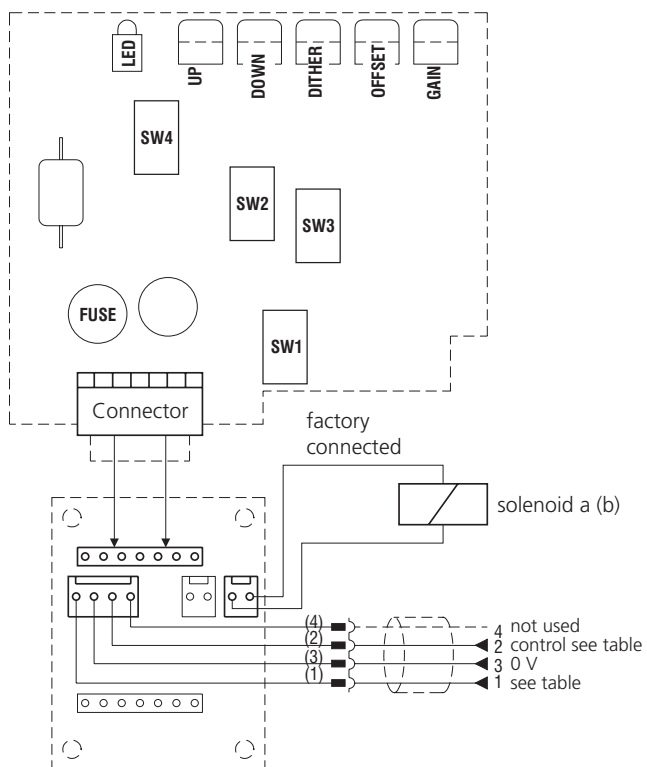 LED
UP
DOWN
DITHER
OFFSET
GAIN
SW4
SW2
SW3
FUSE
SW1
Connector
factory
connected
solenoid a (b)
(4)
4 not used
(2)
2 control see table
(3)
3 0 V
(1)
1 see table